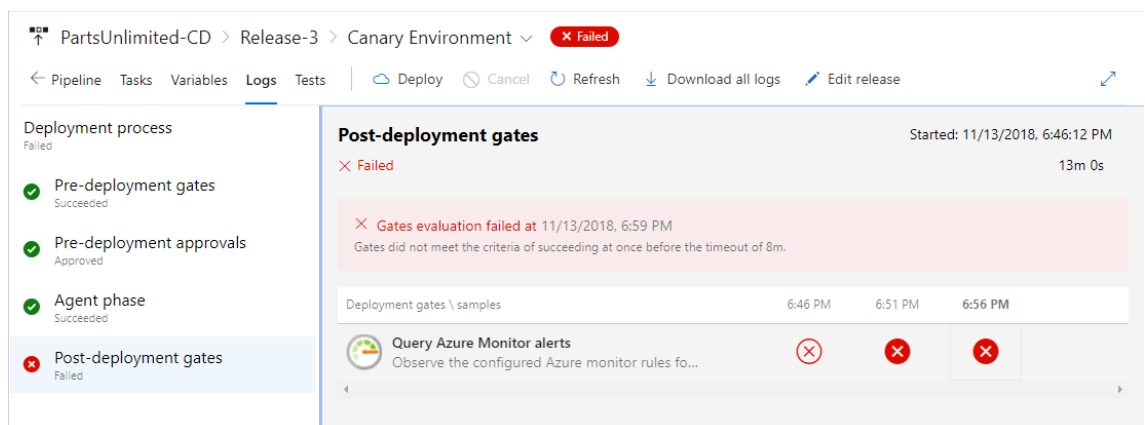 PartsUnlimited-CD > Release-3 > Canary Environment Failed
Pipeline Tasks Variables Logs Tests Deploy Cancel Refresh Download all logs Edit release
Deployment process
Failed
Pre-deployment gates
Succeeded
Pre-deployment approvals
Approved
Agent phase
Succeeded
Post-deployment gates
Failed
Post-deployment gates
Started: 11/13/2018, 6:46:12 PM
Failed
13m 0s
Gates evaluation failed at 11/13/2018, 6:59 PM
Gates did not meet the criteria of succeeding at once before the timeout of 8m.
Deployment gates \ samples 6:46 PM 6:51 PM 6:56 PM
Query Azure Monitor alerts
Observe the configured Azure monitor rules fo...